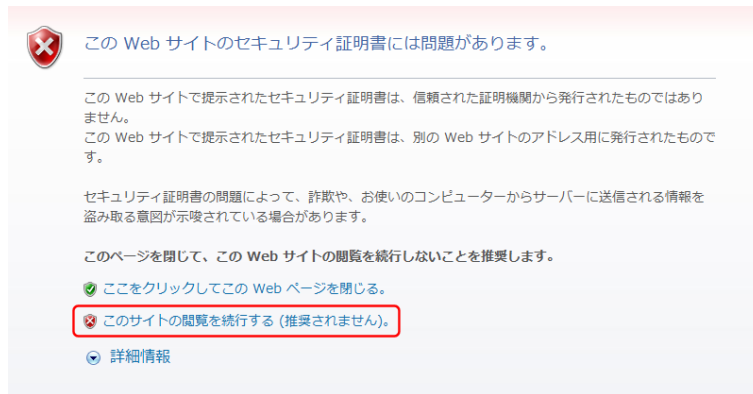 この Web サイトのセキュリティ証明書には問題があります。
この Web サイトで提示されたセキュリティ証明書は、信頼された証明機関から発行されたものではあり
ません。
この Web サイトで提示されたセキュリティ証明書は、別の Web サイトのアドレス用に発行されたもので
す。
セキュリティ証明書の問題によって、詐欺や、お使いのコンピューターからサーバーに送信される情報を
盗み取る意図が示唆されている場合があります。
このページを閉じて、この Web サイトの閲覧を続行しないことを推奨します。
ここをクリックしてこの Web ページを閉じる。
このサイトの閲覧を続行する (推奨されません)。
詳細情報